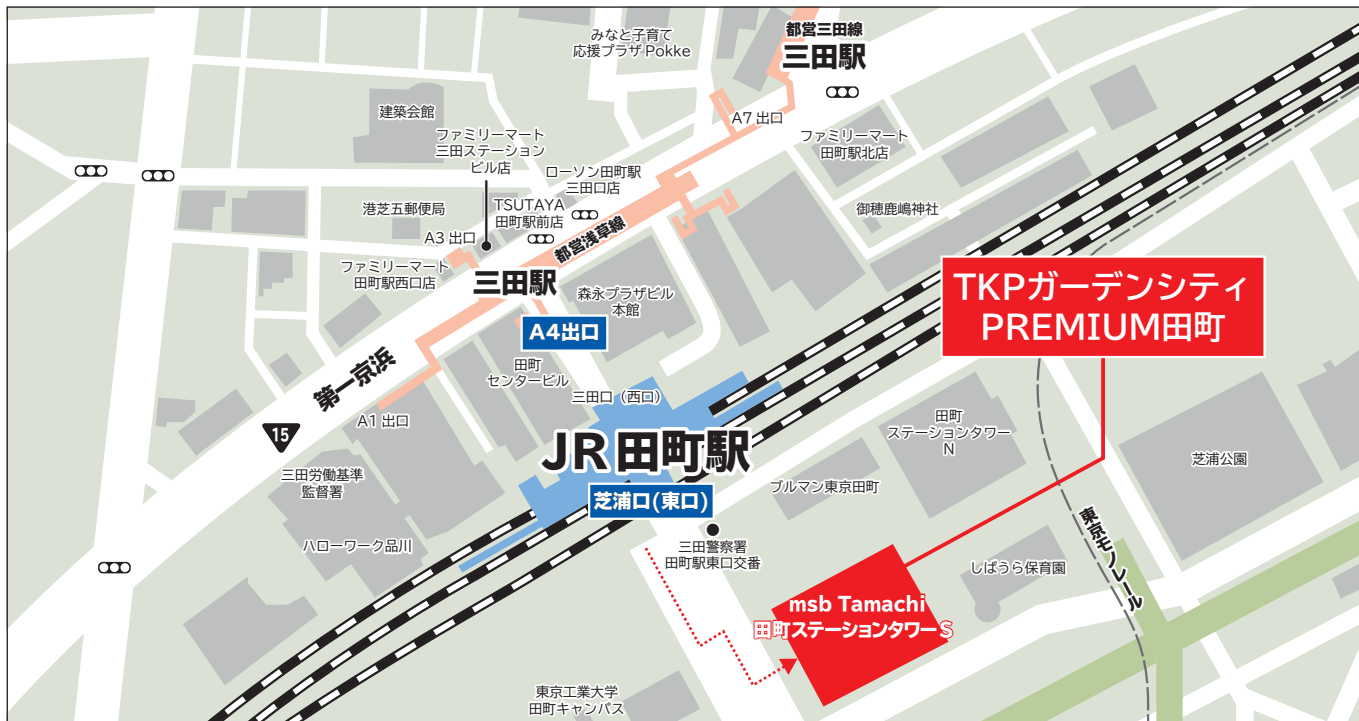 みなと子育て
応援プラザ Pokke
都営三田線
三田駅
建築会館
ファミリーマート
三田ステーション
ビル店
A7 出口
ファミリーマート
田町駅北店
ローソン田町駅
三田口店
TSUTAYA
田町駅前店
港芝五郵便局
御穂鹿嶋神社
A3 出口
都営浅草線
ファミリーマート
田町駅西口店
三田駅
森永プラザビル
本館
TKPガーデンシティ
PREMIUM田町
A4出口
田町
センタービル
第一京浜
三田口（西口）
A1 出口
15
田町
ステーションタワー
N
JR 田町駅
芝浦公園
三田労働基準
監督署
ブルマン東京田町
芝浦口(東口)
東京モノレール
三田警察署
田町駅東口交番
ハローワーク品川
しばうら保育園
msb Tamachi
田町ステーションタワーS
東京工業大学
田町キャンパス